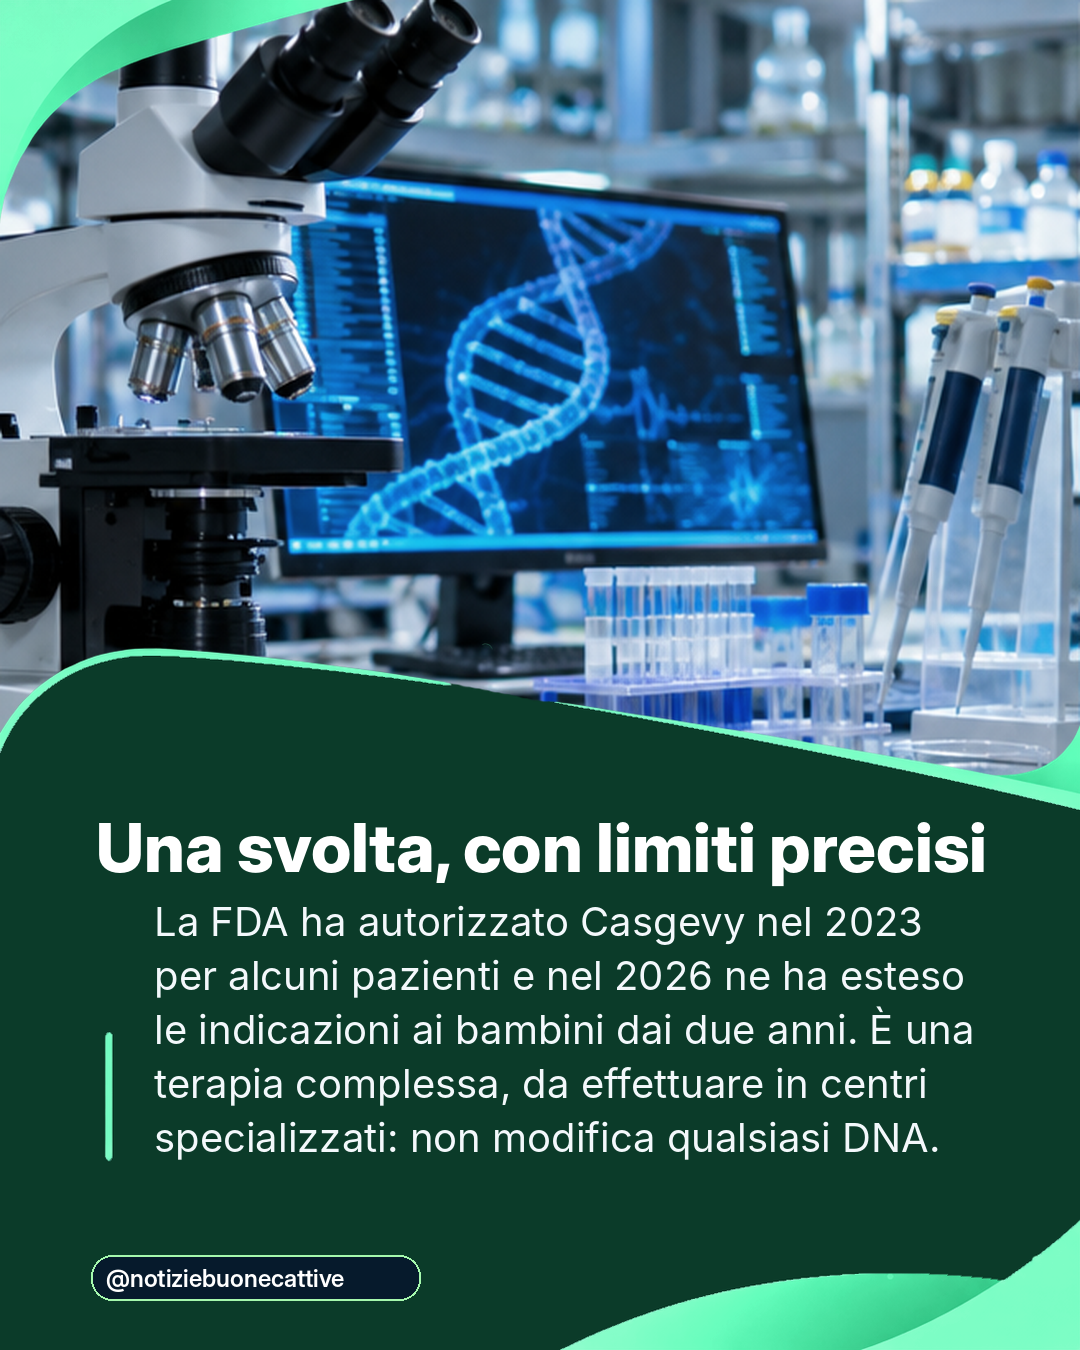 Una svolta, con limiti precisi
La FDA ha autorizzato Casgevy nel 2023
per alcuni pazienti e nel 2026 ne ha esteso
le indicazioni ai bambini dai due anni. È una
terapia complessa, da effettuare in centri
specializzati: non modifica qualsiasi DNA.
@notiziebuonecattive